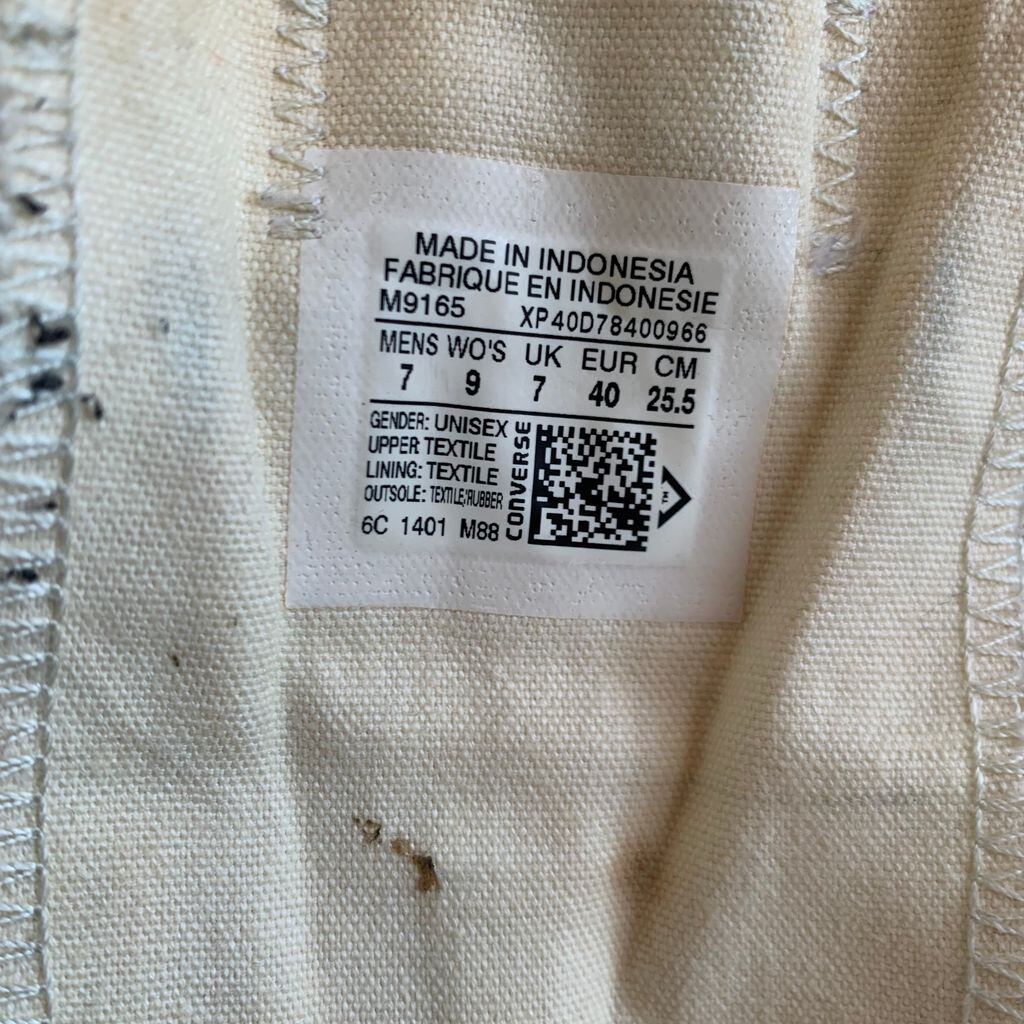 MADE IN INDONESIA
FABRIQUE EN INDONESIE
M9165 XP40D78400966
MENS WO'S UK EUR CM
7 9 7 40 25.5
GENDER: UNISEX
UPPER TEXTILE
LINING: TEXTILE
OUTSOLE: TEXTILE/RUBBER
6C 1401 M88
CONVERSE
TM